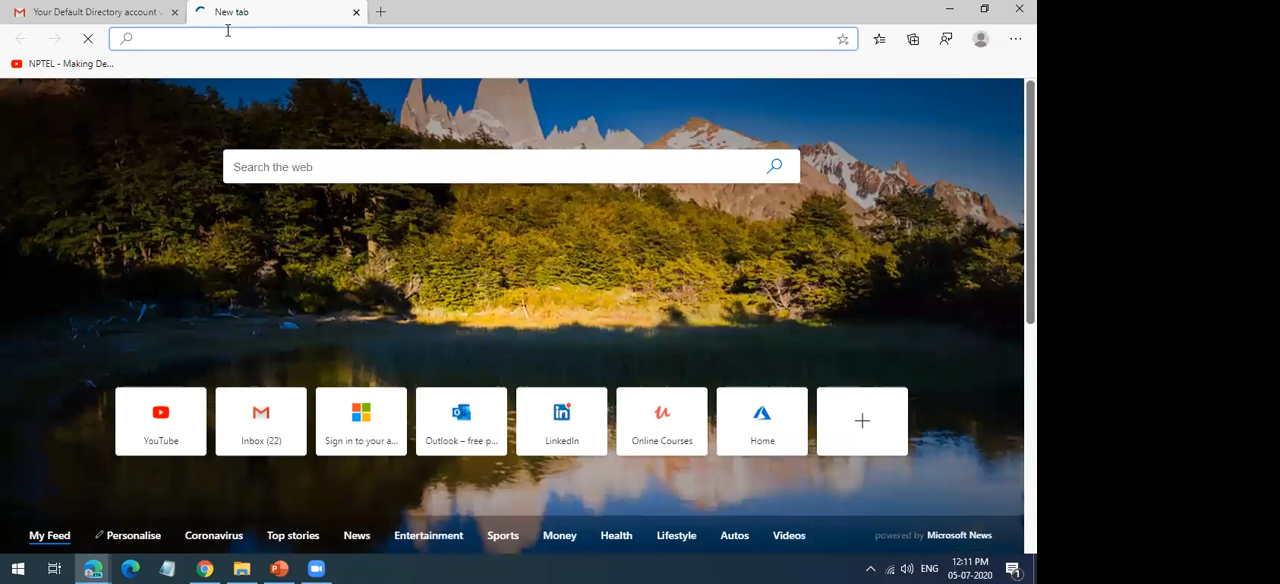 Your Default Directory account
New tab
NPTEL - Making De...
Search the web
YouTube
Inbox (22)
Sign in to your a...
Outlook – free p...
LinkedIn
Online Courses
Home
My Feed
Personalise
Coronavirus
Top stories
News
Entertainment
Sports
Money
Health
Lifestyle
Autos
Videos
powered by Microsoft News
ENG
12:11 PM
05-07-2020
1